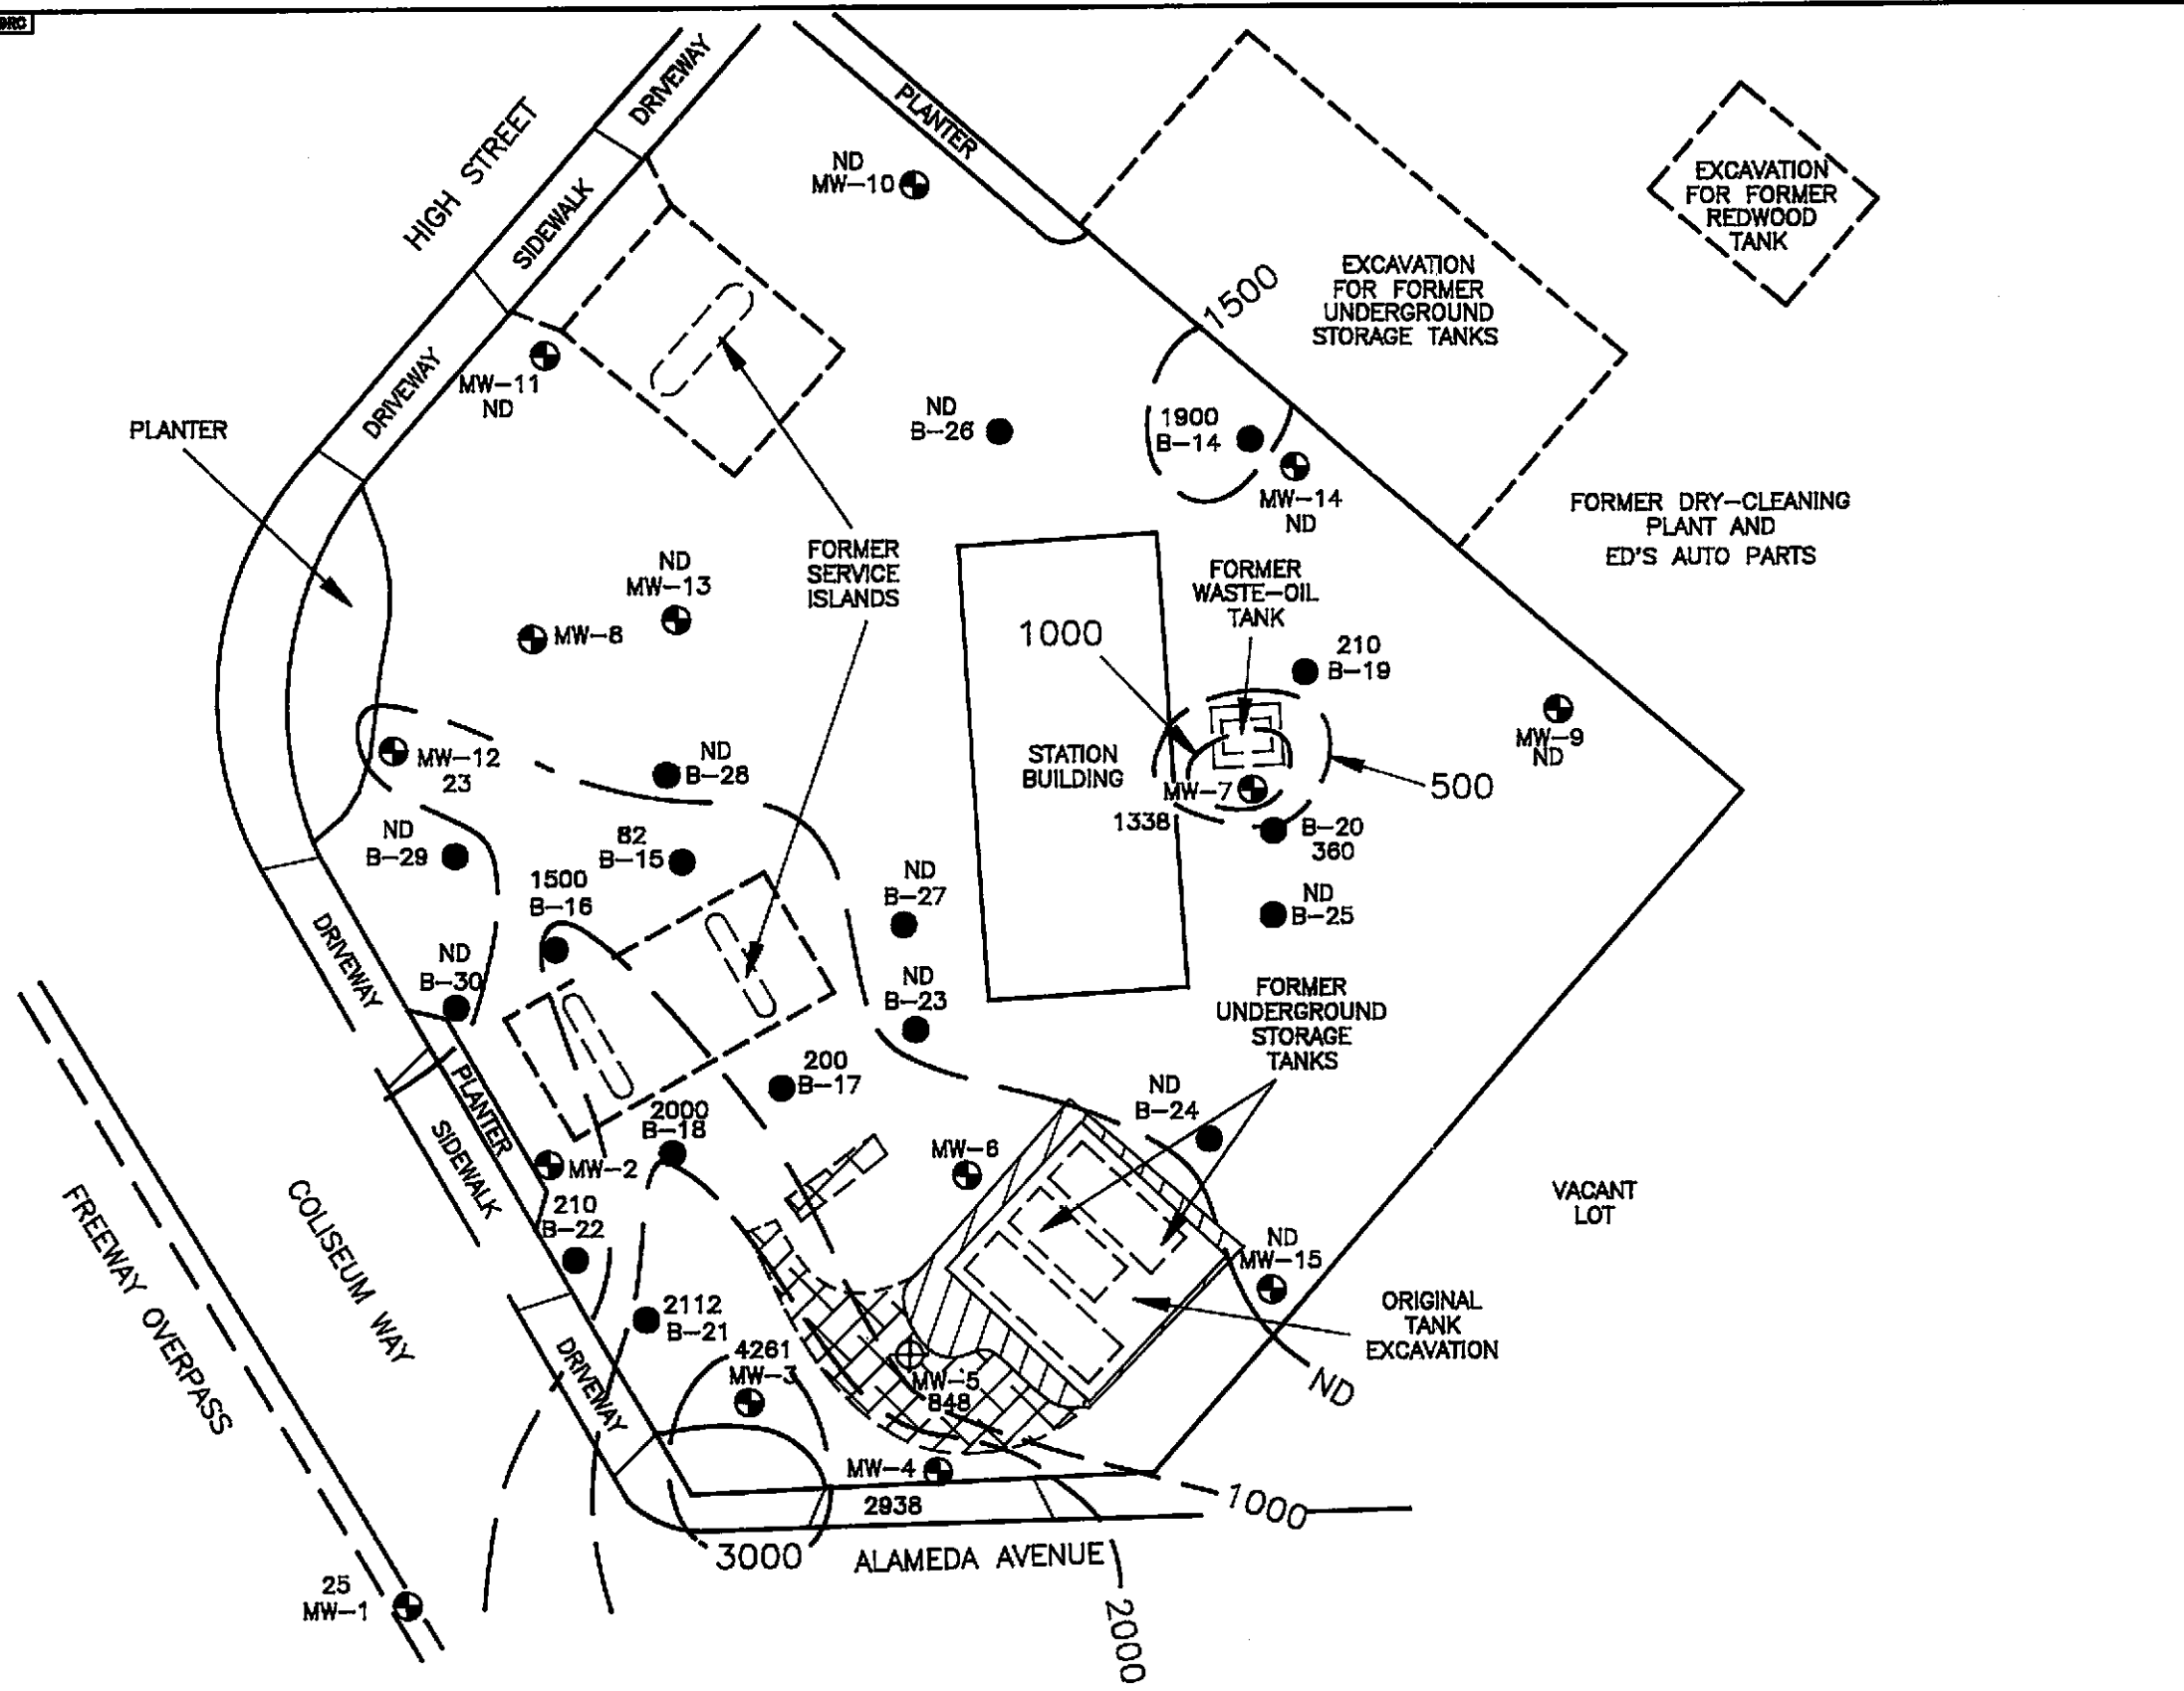 DRIVEWAY
PLANTER
HIGH STREET
SIDEWALK
ND
MW-10
EXCAVATION
FOR FORMER
REDWOOD
TANK
EXCAVATION
FOR FORMER
UNDERGROUND
STORAGE TANKS
1500
DRIVEWAY
MW-11
ND
PLANTER
ND
B-26
1900
B-14
MW-14
ND
FORMER DRY-CLEANING
PLANT AND
ED'S AUTO PARTS
FORMER
SERVICE
ISLANDS
FORMER
WASTE-OIL
TANK
ND
MW-13
MW-8
1000
210
B-19
MW-9
ND
STATION
BUILDING
MW-12
23
ND
B-28
MW-7
1338
500
B-20
360
ND
B-29
82
B-15
1500
B-16
ND
B-27
ND
B-25
DRIVEWAY
ND
B-30
ND
B-23
FORMER
UNDERGROUND
STORAGE
TANKS
200
B-17
ND
B-24
PLANTER
SIDEWALK
2000
B-18
MW-6
MW-2
210
B-22
VACANT
LOT
FREEWAY OVERPASS
COLISEUM WAY
ND
MW-15
2112
B-21
ORIGINAL
TANK
EXCAVATION
DRIVEWAY
4261
MW-3
MW-5
848
ND
MW-4
2938
1000
3000
ALAMEDA AVENUE
2000
25
MW-1